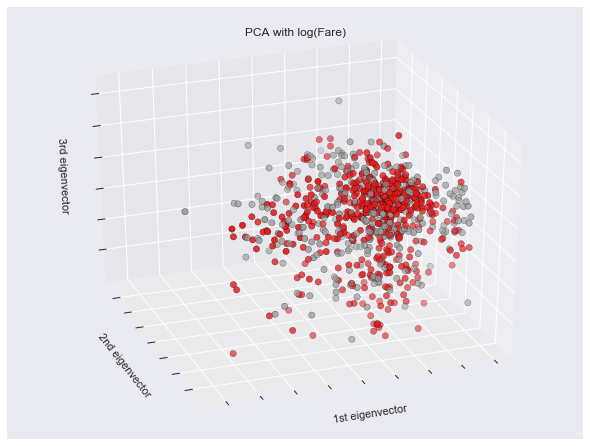 PCA with log(Fare)
3rd eigenvector
2nd eigenvector
1st eigenvector